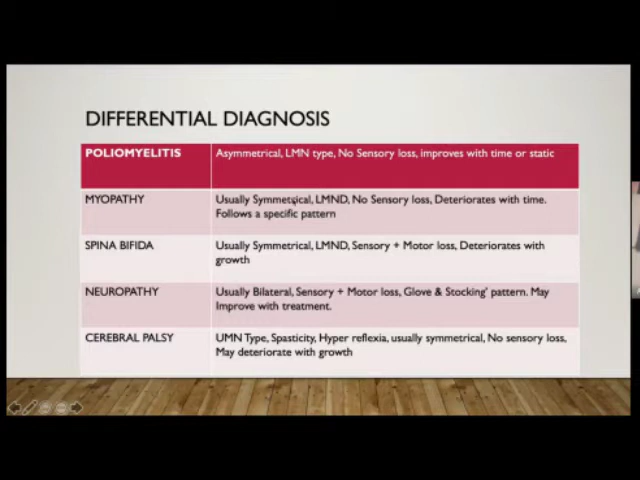 DIFFERENTIAL DIAGNOSIS
POLIOMYELITIS
Asymmetrical, LMN type, No Sensory loss, improves with time or static
MYOPATHY
Usually Symmetrical, LMND, No Sensory loss, Deteriorates with time.
Follows a specific pattern
SPINA BIFIDA
Usually Symmetrical, LMND, Sensory + Motor loss, Deteriorates with
growth
NEUROPATHY
Usually Bilateral, Sensory + Motor loss, Glove & Stocking' pattern. May
Improve with treatment.
CEREBRAL PALSY
UMN Type, Spasticity, Hyper reflexia, usually symmetrical, No sensory loss,
May deteriorate with growth